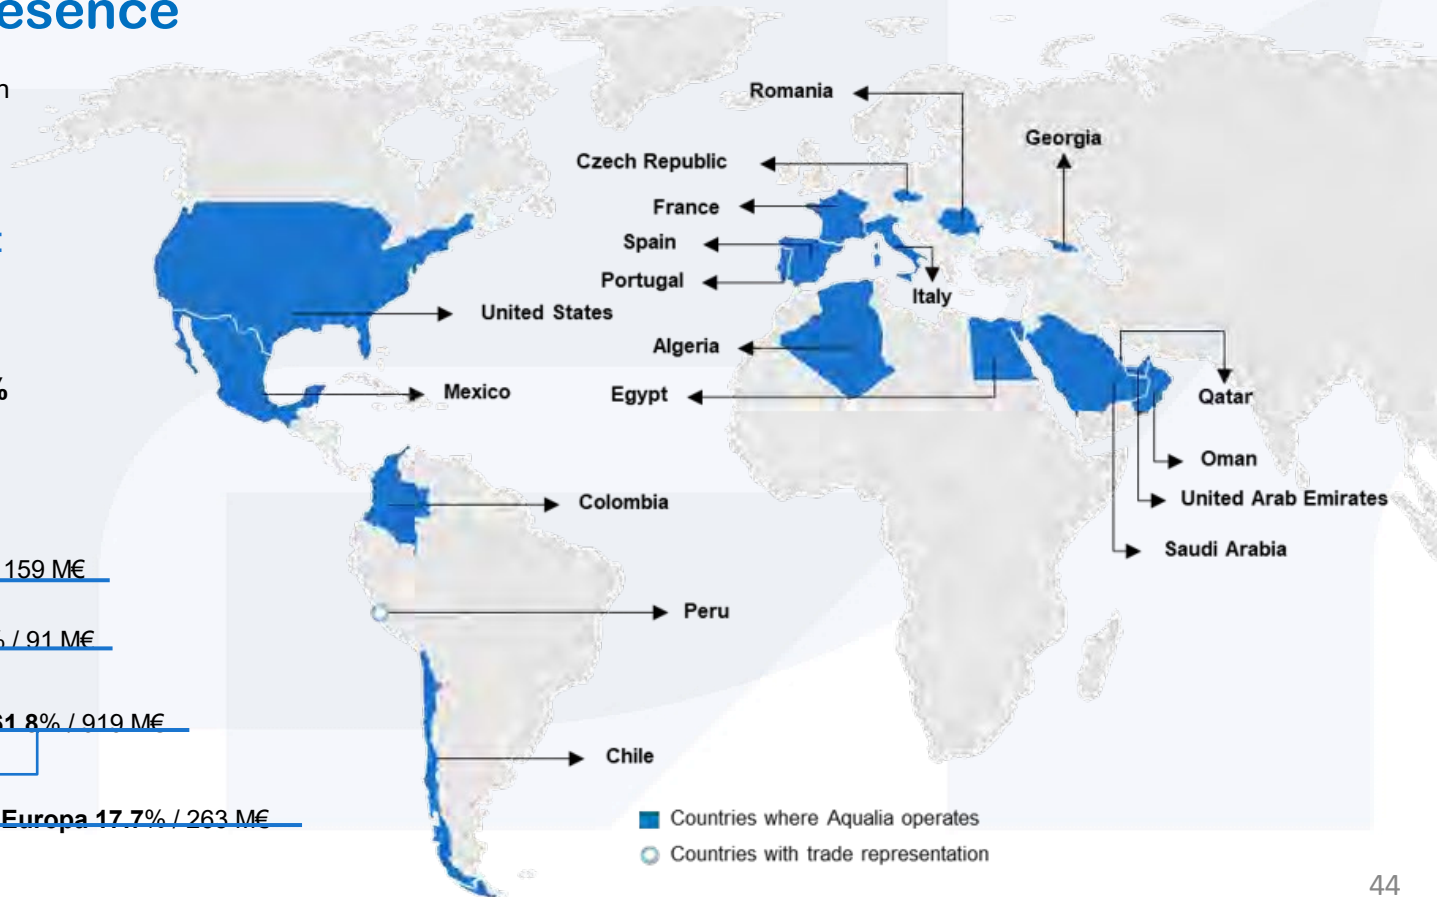 esence
n
%
159 M€
% / 91 M€
61.8% / 919 M€
Europa 17.7% / 263 M€
Romania
Georgia
Czech Republic
France
Spain
Portugal
Italy
United States
Algeria
Mexico
Egypt
Qatar
Oman
Colombia
United Arab Emirates
Saudi Arabia
Peru
Chile
Countries where Aqualia operates
Countries with trade representation
44